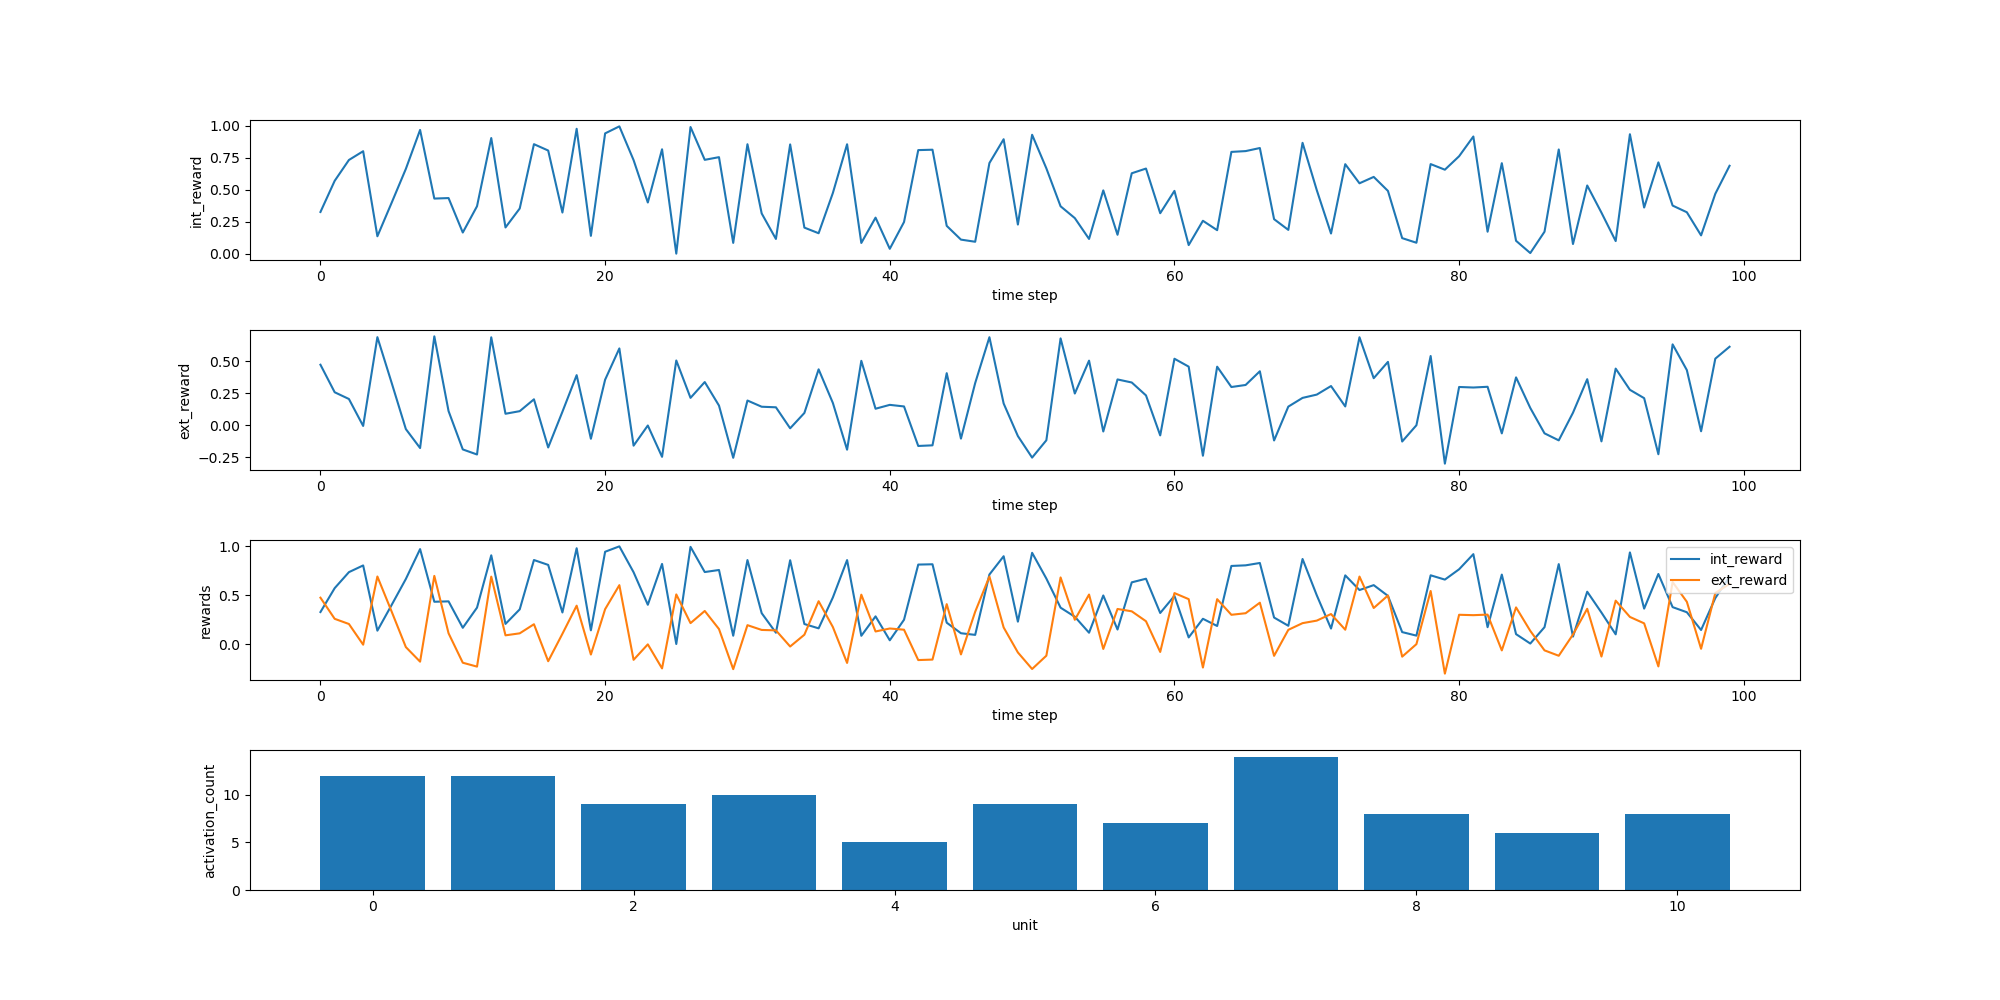 1.00
0.75
0.50
0.25
0.00
int_reward
0 20 40 60 80 100
time step
0.50
0.25
0.00
−0.25
ext_reward
0 20 40 60 80 100
time step
1.0
0.5
0.0
rewards
int_reward
ext_reward
0 20 40 60 80 100
time step
10
5
0
activation_count
0 2 4 6 8 10
unit